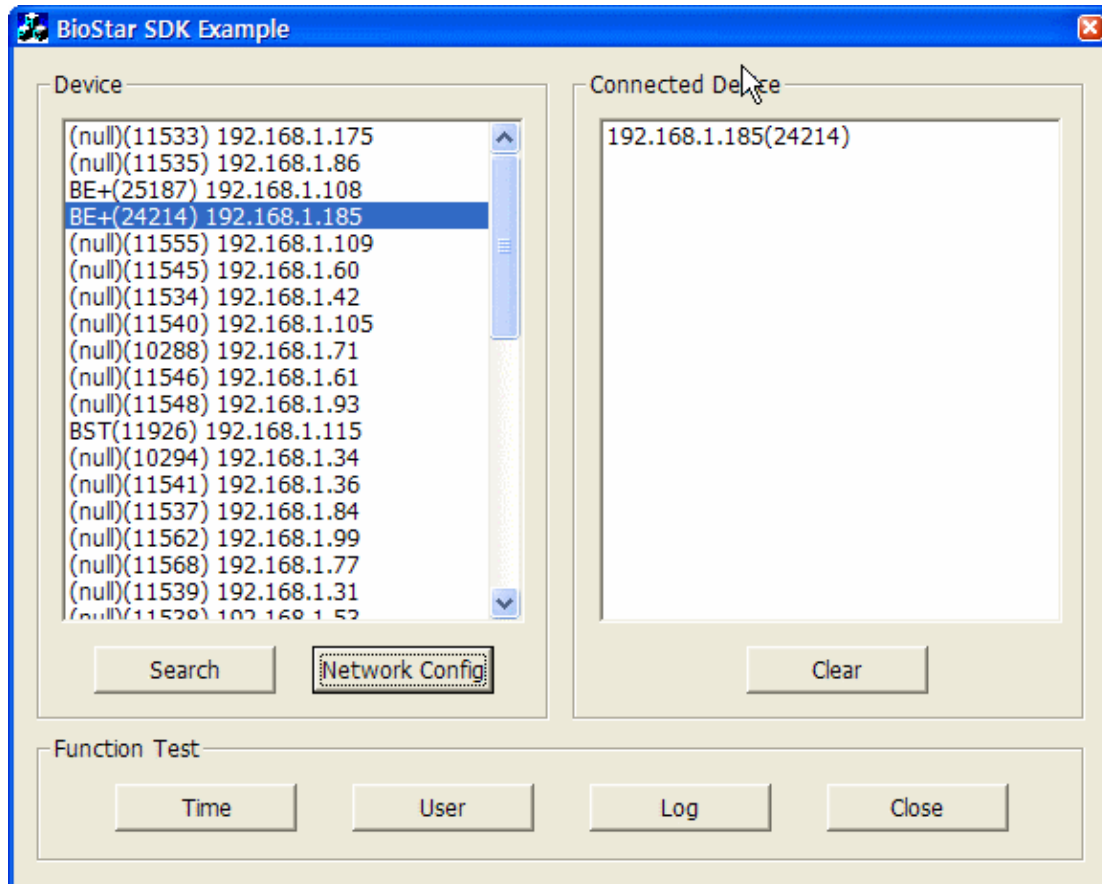 BioStar SDK Example
Device
(null)(11533) 192.168.1.175
(null)(11535) 192.168.1.86
BE+(25187) 192.168.1.108
BE+(24214) 192.168.1.185
(null)(11555) 192.168.1.109
(null)(11545) 192.168.1.60
(null)(11534) 192.168.1.42
(null)(11540) 192.168.1.105
(null)(10288) 192.168.1.71
(null)(11546) 192.168.1.61
(null)(11548) 192.168.1.93
BST(11926) 192.168.1.115
(null)(10294) 192.168.1.34
(null)(11541) 192.168.1.36
(null)(11537) 192.168.1.84
(null)(11562) 192.168.1.99
(null)(11568) 192.168.1.77
(null)(11539) 192.168.1.31
(null)(11538) 192.168.1.53
Search
Network Config
Connected Device
192.168.1.185(24214)
Clear
Function Test
Time
User
Log
Close